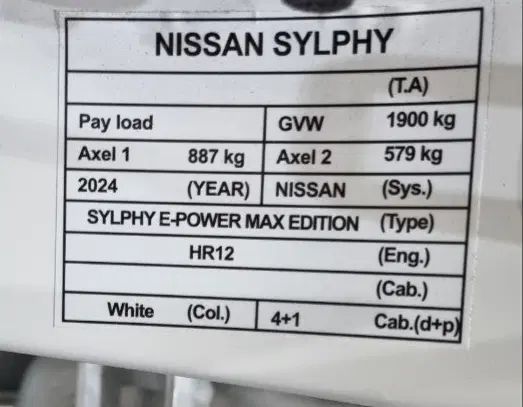 NISSAN SYLPHY
(T.A)
Pay load GVW 1900 kg
Axel 1 887 kg Axel 2 579 kg
2024 (YEAR) NISSAN (Sys.)
SYLPHY E-POWER MAX EDITION (Type)
HR12 (Eng.)
(Cab.)
White (Col.) 4+1 Cab.(d+p)